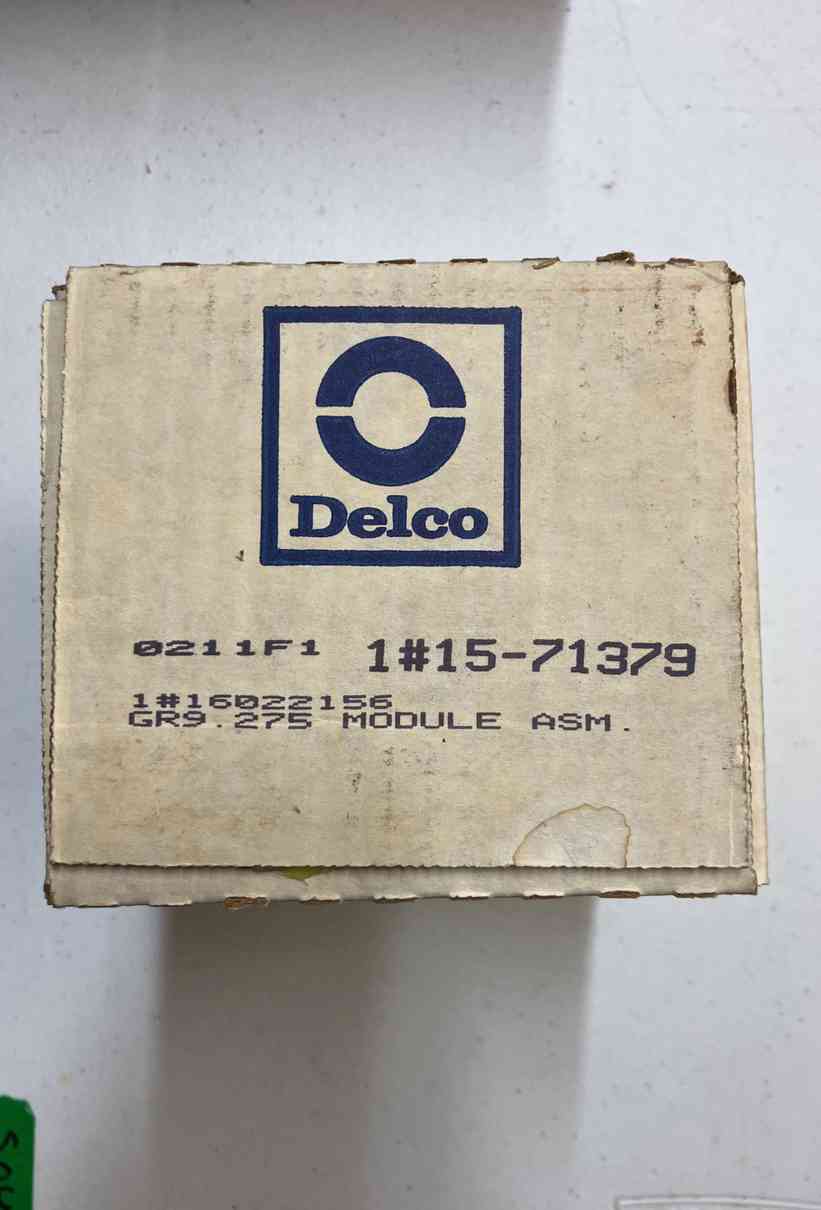 Delco
0211F1 1#15-71379
1#16022156
GR9.275 MODULE ASM.